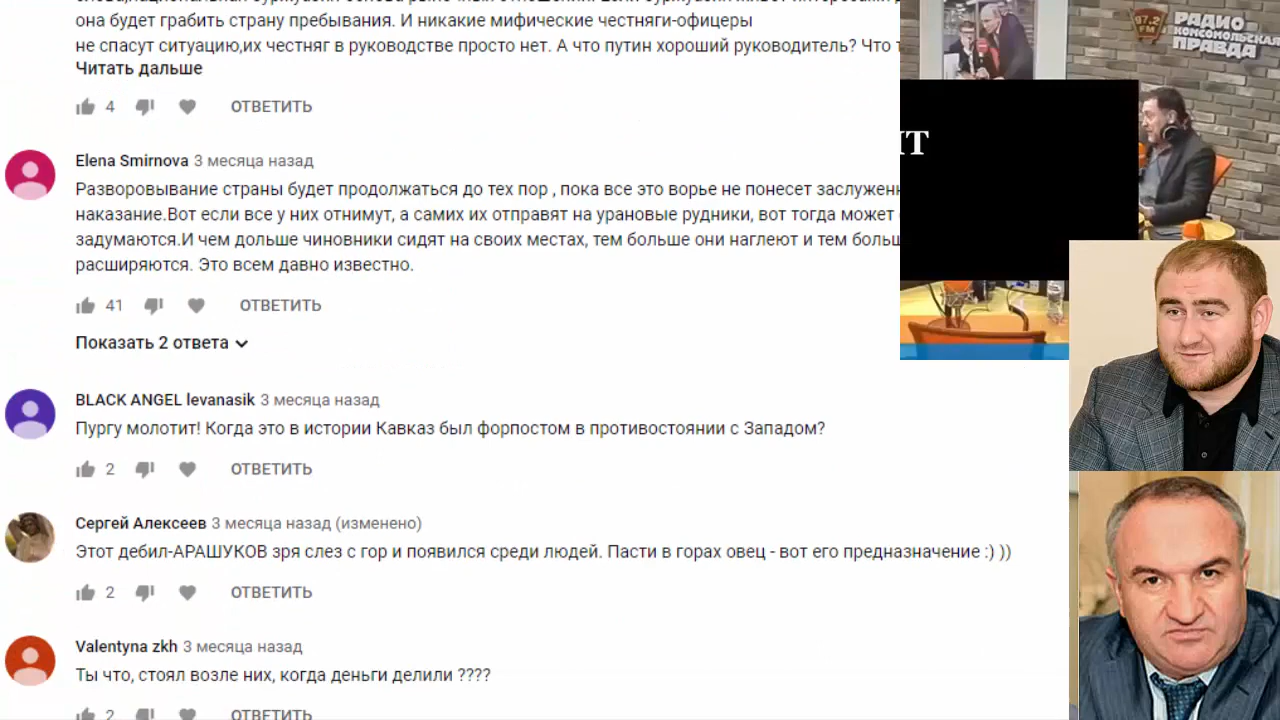 она будет грабить страну пребывания. И никакие мифические честняги-офицеры
не спасут ситуацию,их честняг в руководстве просто нет. А что путин хороший руководитель? Что
Читать дальше
4 ОТВЕТИТЬ
Elena Smirnova 3 месяца назад
Разворовывание страны будет продолжаться до тех пор , пока все это ворье не понесет
наказание.Вот если все у них отнимут, а самих их отправят на урановые рудники, вот тогда может
задумаются.И чем дольше чиновники сидят на своих местах, тем больше они наглеют и тем
расширяются. Это всем давно известно.
41 ОТВЕТИТЬ
Показать 2 ответа
BLACK ANGEL levanasik 3 месяца назад
Пургу молотит! Когда это в истории Кавказ был форпостом в противостоянии с Западом?
2 ОТВЕТИТЬ
Сергей Алексеев 3 месяца назад (изменено)
Этот дебил-АРАШУКОВ зря слез с гор и появился среди людей. Пасти в горах овец - вот его предназначение :) ))
2 ОТВЕТИТЬ
Valentyna zkh 3 месяца назад
Ты что, стоял возле них, когда деньги делили ????
2 ОТВЕТИТЬ
97,2 FM
РАДИО
КОМСОМОЛЬСКАЯ
ПРАВДА